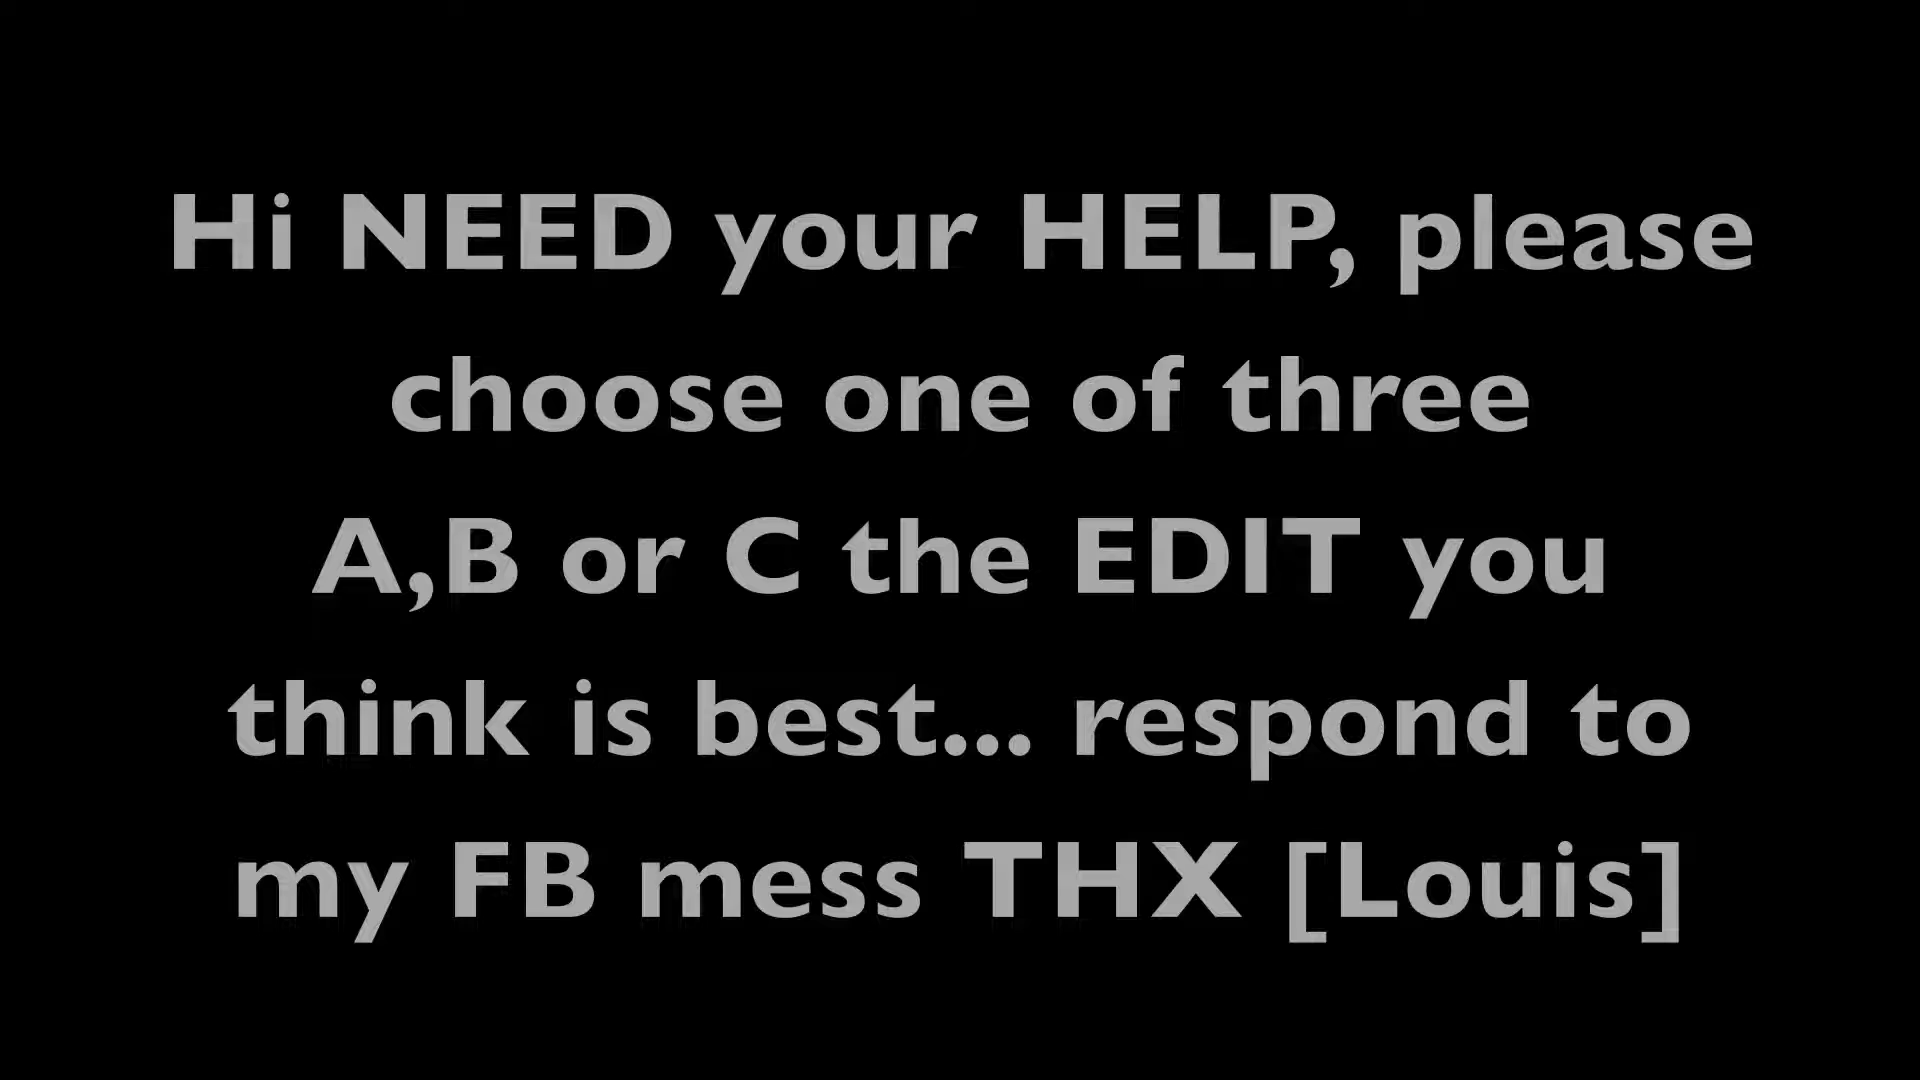 Hi NEED your HELP, please
choose one of three
A,B or C the EDIT you
think is best... respond to
my FB mess THX [Louis]